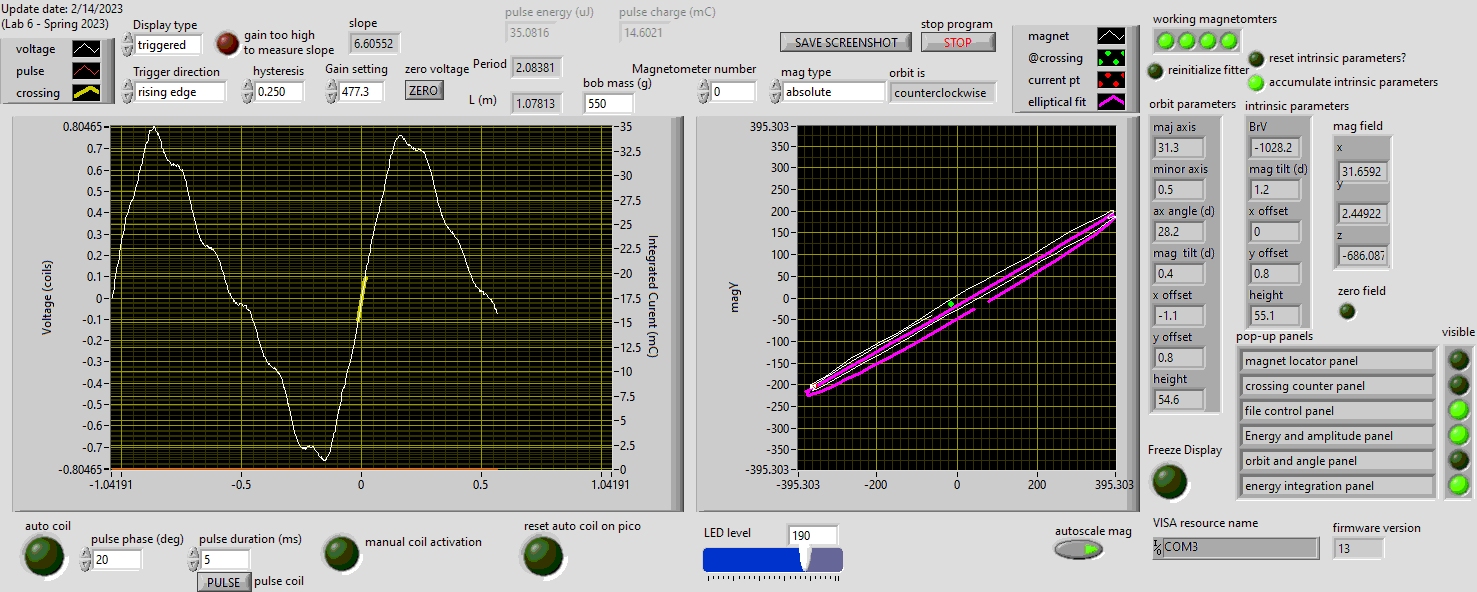 Update date: 2/14/2023
(Lab 6 - Spring 2023)
voltage
pulse
crossing
Display type
triggered
gain too high
to measure slope
slope
6.60552
Trigger direction
rising edge
hysteresis
0.250
Gain setting
477.3
zero voltage
ZERO
pulse energy (uJ)
35.0816
pulse charge (mC)
14.6021
Period
2.08381
L (m)
1.07813
bob mass (g)
550
Magnetometer number
0
mag type
absolute
orbit is
counterclockwise
SAVE SCREENSHOT
stop program
STOP
magnet
@crossing
current pt
elliptical fit
working magnetomters
reinitialize fitter
reset intrinsic parameters?
accumulate intrinsic parameters
orbit parameters
maj axis
31.3
minor axis
0.5
ax angle (d)
28.2
mag tilt (d)
0.4
x offset
-1.1
y offset
0.8
height
54.6
intrinsic parameters
BrV
-1028.2
mag tilt (d)
1.2
x offset
0
y offset
0.8
height
55.1
mag field
x
31.6592
y
2.44922
z
-686.087
zero field
pop-up panels
visible
magnet locator panel
crossing counter panel
file control panel
Energy and amplitude panel
orbit and angle panel
energy integration panel
Freeze Display
Voltage (coils)
0.80465
0.7
0.6
0.5
0.4
0.3
0.2
0.1
0
-0.1
-0.2
-0.3
-0.4
-0.5
-0.6
-0.7
-0.80465
-1.04191
-0.5
0
0.5
1.04191
35
32.5
30
27.5
25
22.5
20
17.5
15
12.5
10
7.5
5
2.5
0
Integrated Current (mC)
magy
395.303
350
300
250
200
150
100
50
0
-50
-100
-150
-200
-250
-300
-350
-395.303
-395.303
-200
0
200
395.303
auto coil
pulse phase (deg)
20
pulse duration (ms)
5
PULSE
pulse coil
manual coil activation
reset auto coil on pico
LED level
190
autoscale mag
VISA resource name
COM3
firmware version
13